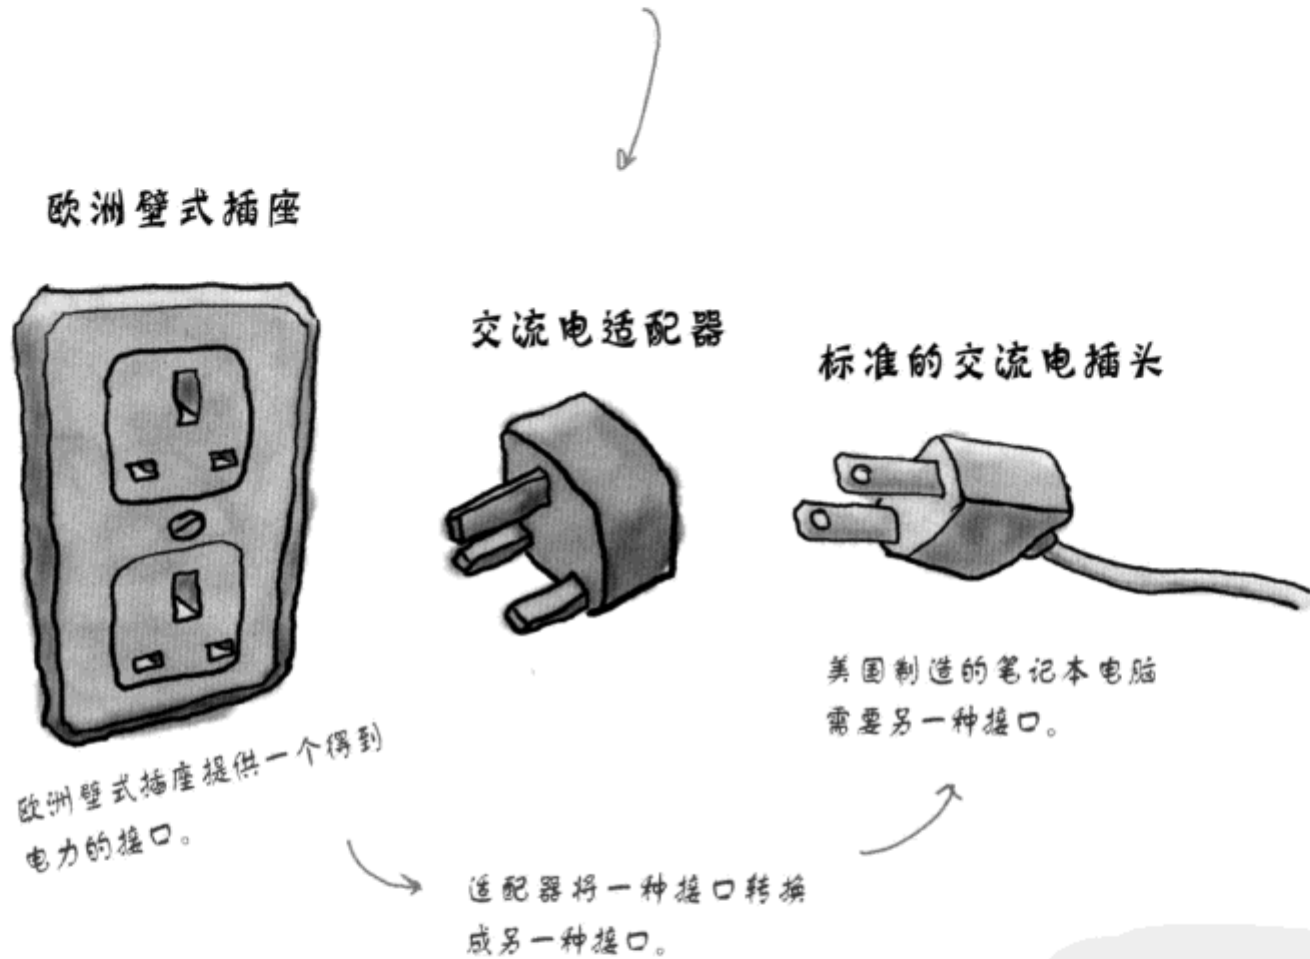 欧洲壁式插座
交流电适配器
标准的交流电插头
欧洲壁式插座提供一个得到
电力的接口。
适配器将一种接口转换
成另一种接口。
美国制造的笔记本电脑
需要另一种接口。